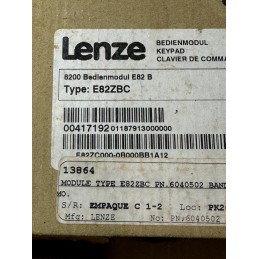 Lenze
BEDIENMODUL
KEYPAD
CLAVIER DE COMMA
8200 Bedienmodul E82 B
Type: E82ZBC
00417192 01187913000000
E82ZC000-0B000BB1A12
13864
MODULE TYPE E82ZBC PN.6040502 BAND
NO.
S/R: EMPAQUE C 1-2 Loc: PK2
Mfg: LENZE No: PN/6040502